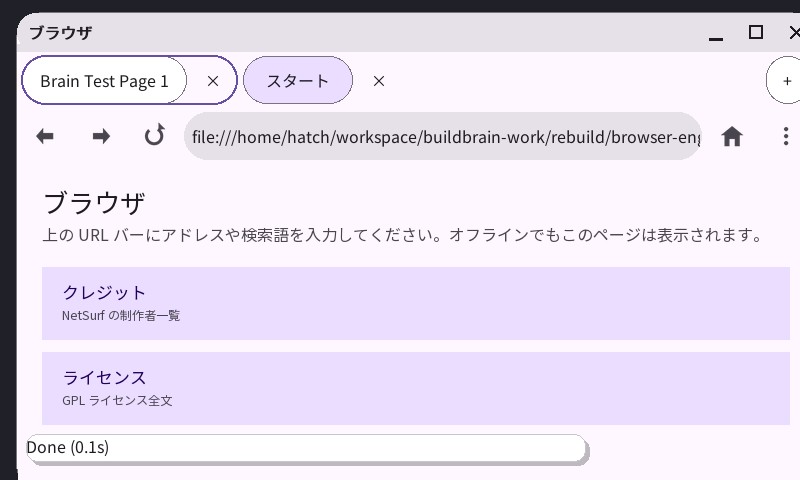 ブラウザ
Brain Test Page 1
スタート
+
file:///home/hatch/workspace/buildbrain-work/rebuild/browser-eng
ブラウザ
上の URL バーにアドレスや検索語を入力してください。オフラインでもこのページは表示されます。
クレジット
NetSurf の制作者一覧
ライセンス
GPL ライセンス全文
Done (0.1s)